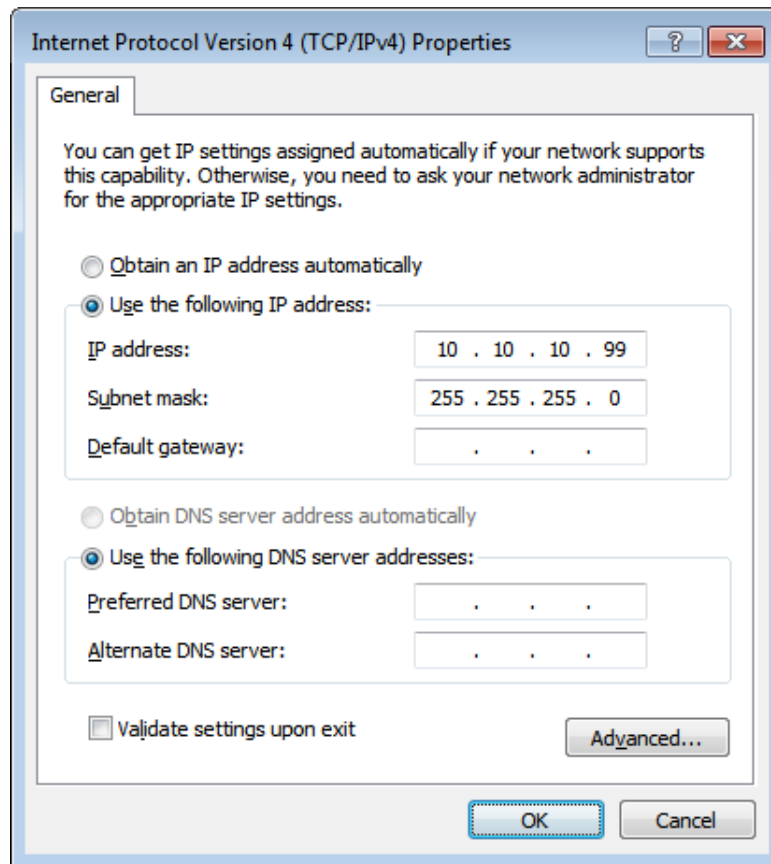 Internet Protocol Version 4 (TCP/IPv4) Properties
General
You can get IP settings assigned automatically if your network supports
this capability. Otherwise, you need to ask your network administrator
for the appropriate IP settings.
Obtain an IP address automatically
Use the following IP address:
IP address: 10 . 10 . 10 . 99
Subnet mask: 255 . 255 . 255 . 0
Default gateway: . . .
Obtain DNS server address automatically
Use the following DNS server addresses:
Preferred DNS server: . . .
Alternate DNS server: . . .
Validate settings upon exit
Advanced...
OK Cancel